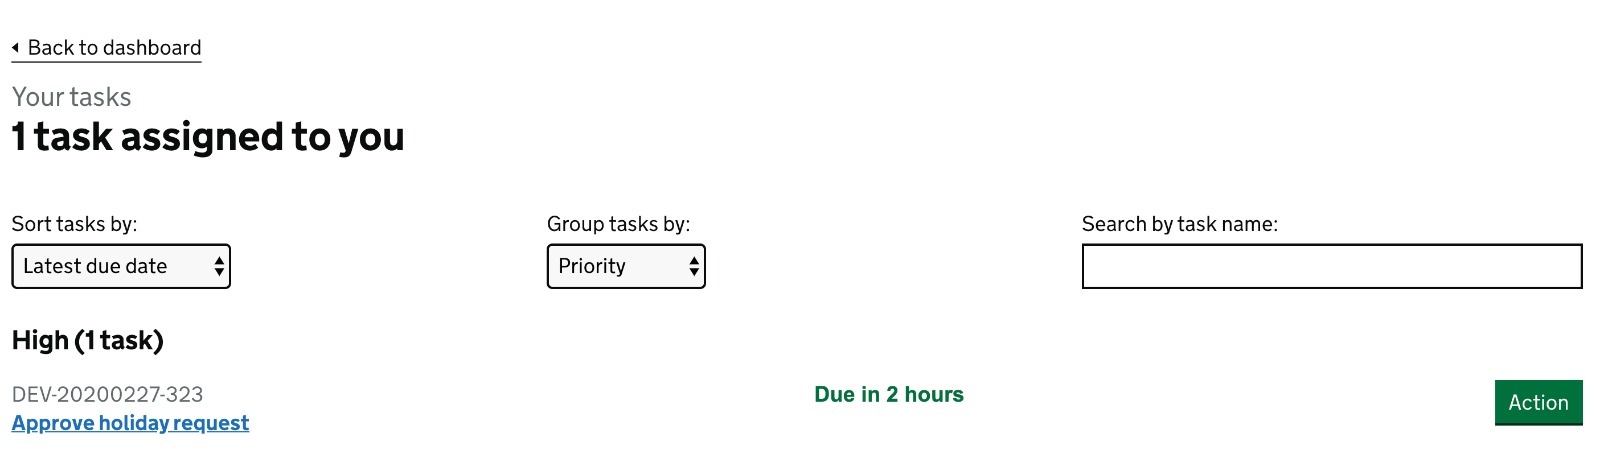 Back to dashboard
Your tasks
1 task assigned to you
Sort tasks by:
Group tasks by:
Search by task name:
Latest due date
Priority
High (1 task)
DEV-20200227-323
Due in 2 hours
Action
Approve holiday request